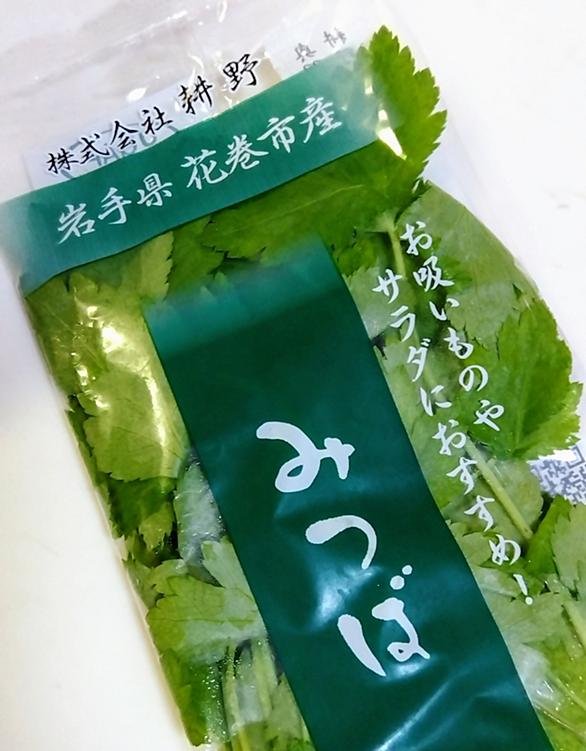 株式会社 耕野
岩手県 花巻市産
お吸いものや
サラダにおすすめ!
みつば